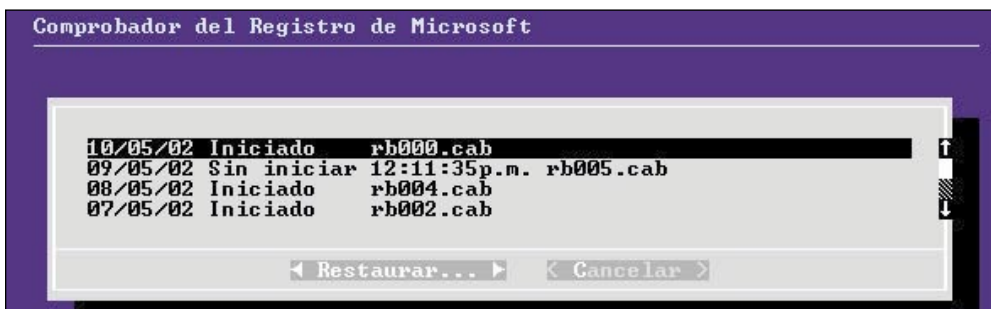 Comprobador del Registro de Microsoft
10/05/02 Iniciado rb000.cab
09/05/02 Sin iniciar 12:11:35p.m. rb005.cab
08/05/02 Iniciado rb004.cab
07/05/02 Iniciado rb002.cab
◄ Restaurar... ► < Cancelar >